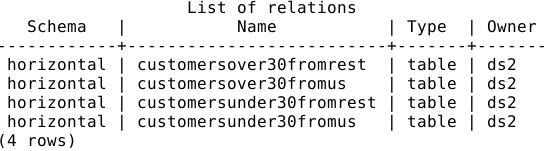 List of relations
Schema | Name | Type | Owner
------------+--------------------------+-------+-------
horizontal | customersover30fromrest | table | ds2
horizontal | customersover30fromus | table | ds2
horizontal | customersunder30fromrest | table | ds2
horizontal | customersunder30fromus | table | ds2
(4 rows)